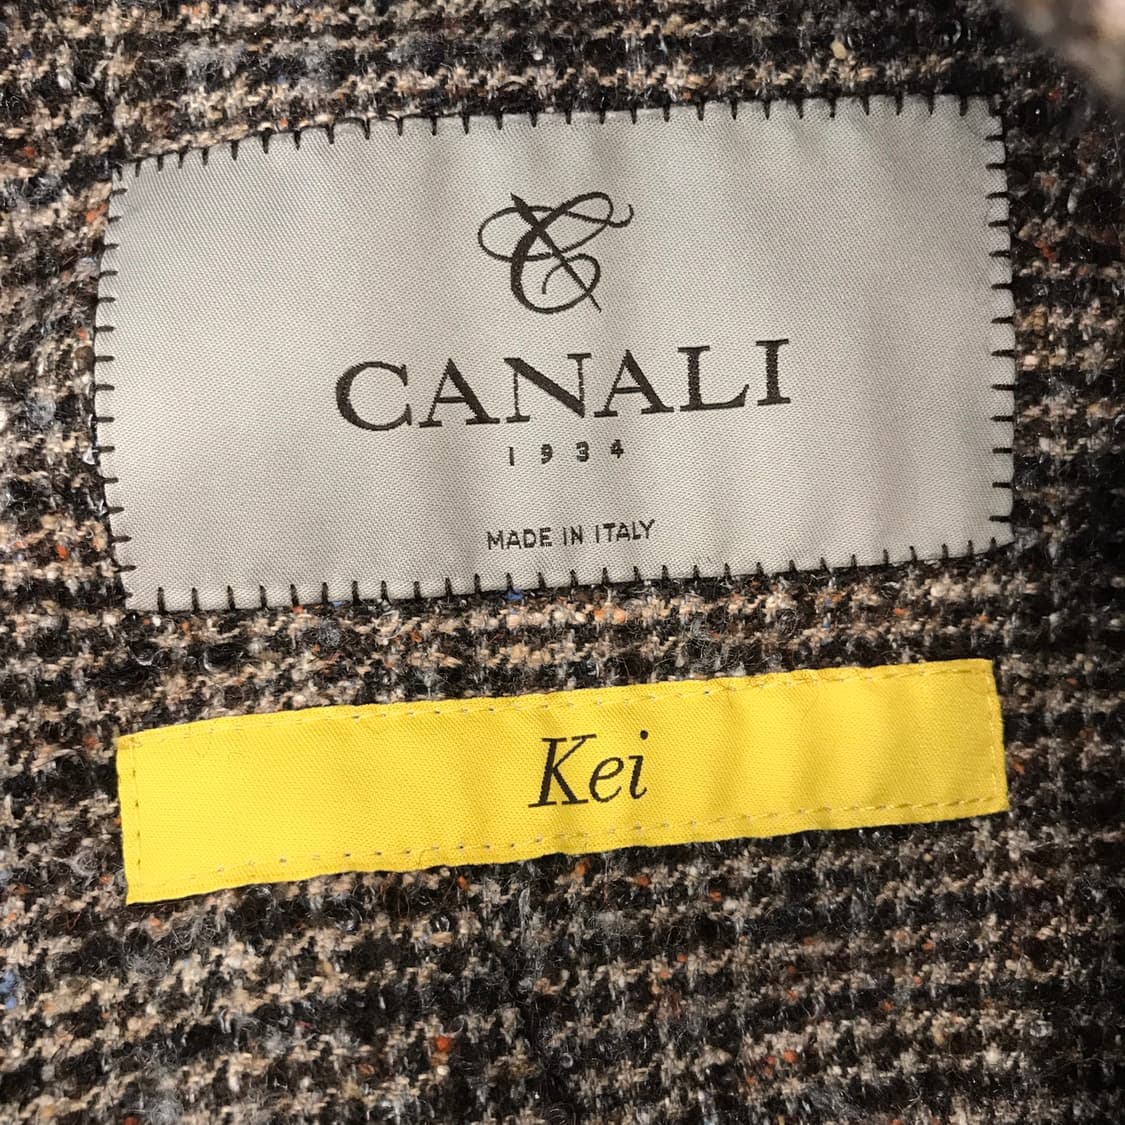 CANALI
1934
MADE IN ITALY
Kei